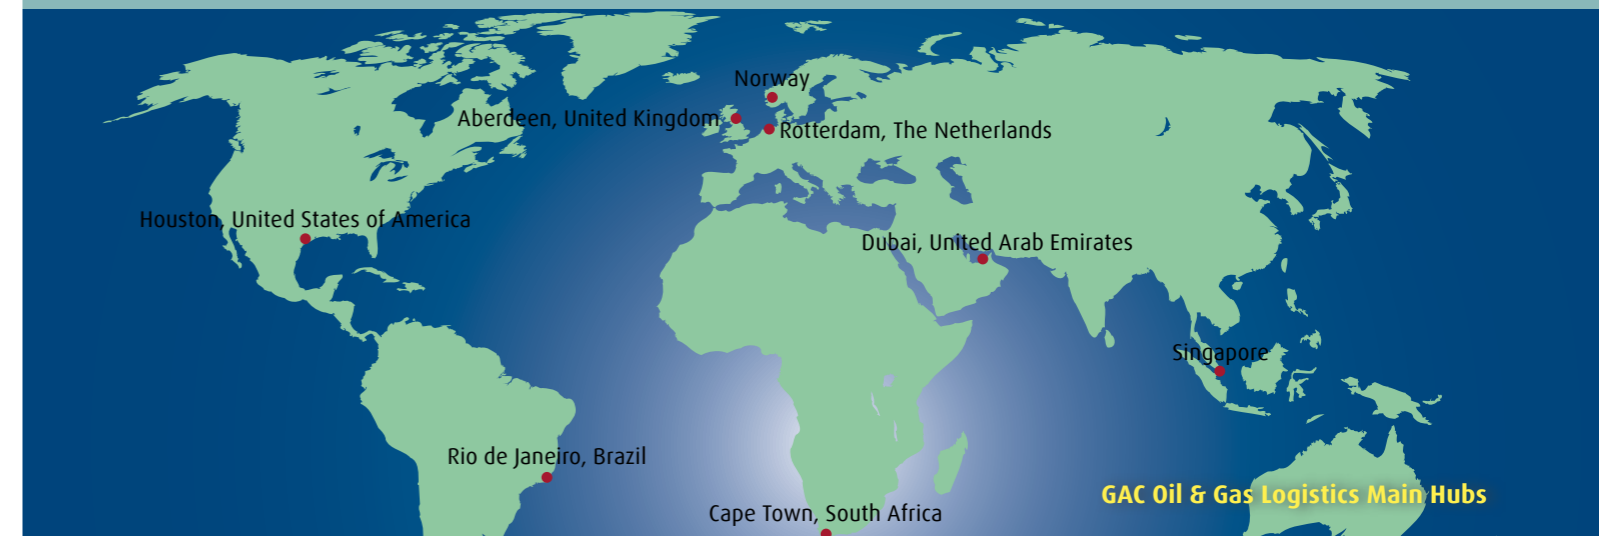 Norway
Aberdeen, United Kingdom
Rotterdam, The Netherlands
Houston, United States of America
Dubai, United Arab Emirates
Singapore
Rio de Janeiro, Brazil
GAC Oil & Gas Logistics Main Hubs
Cape Town, South Africa